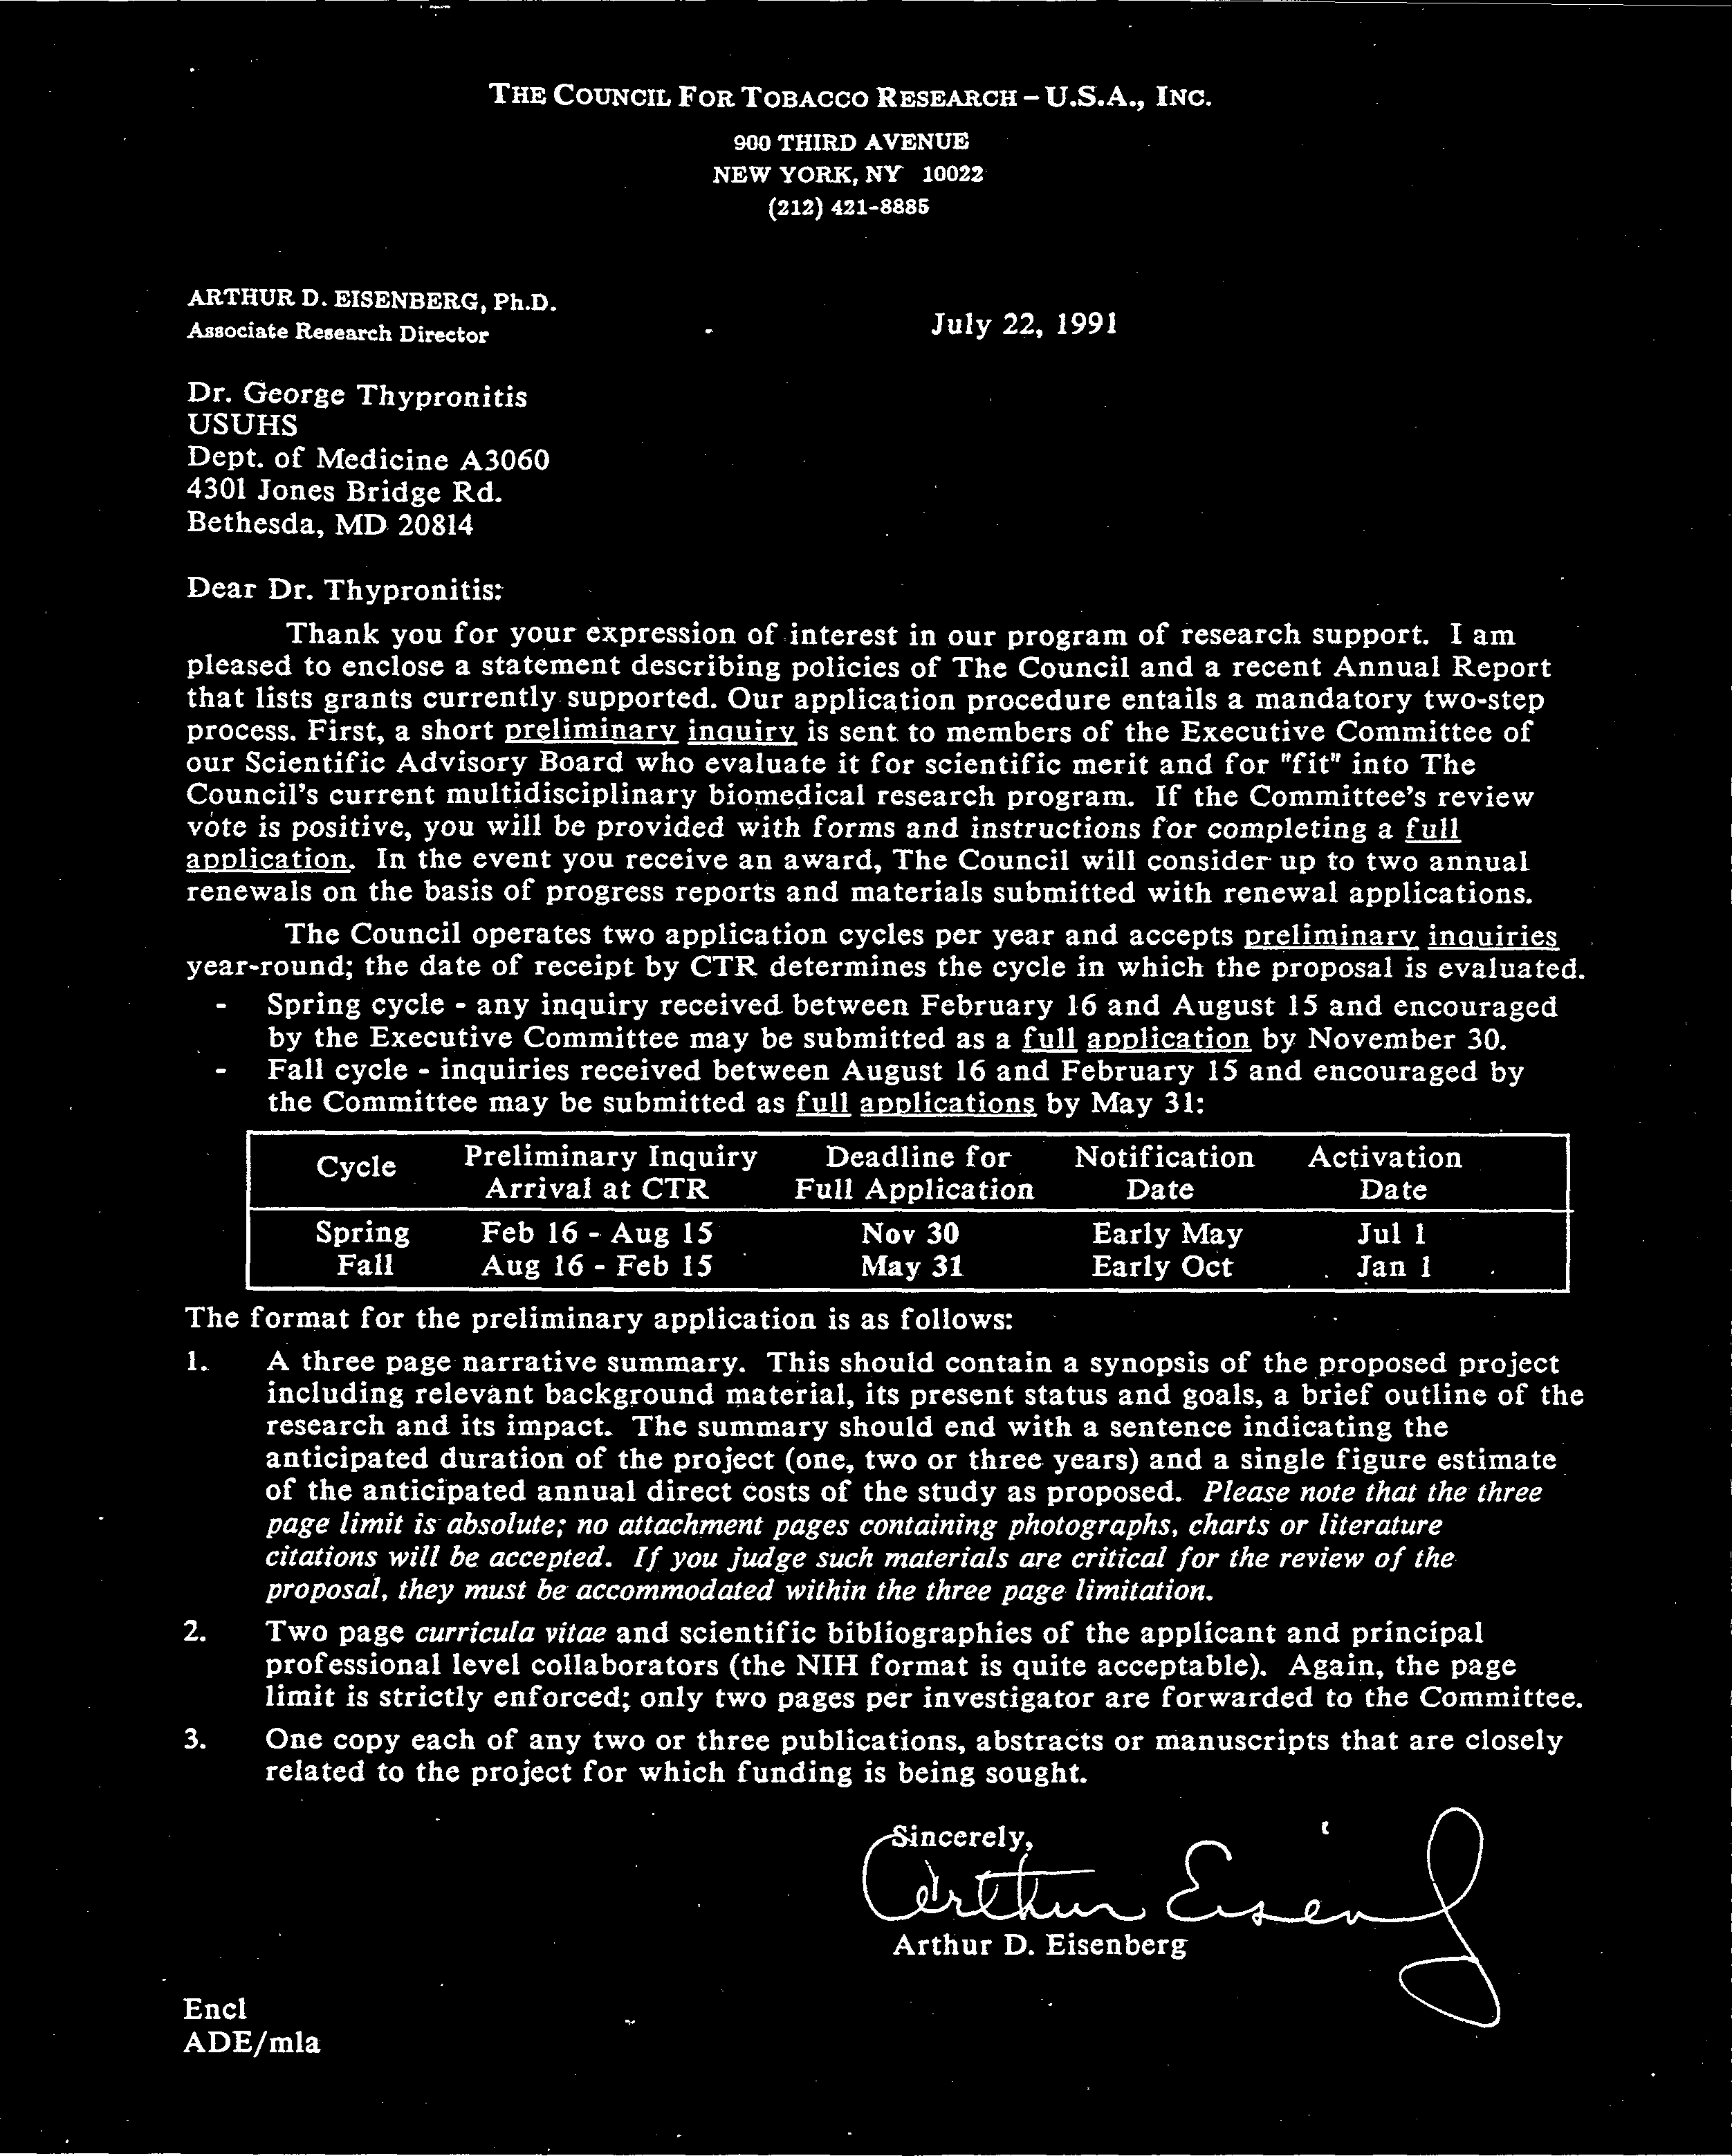 THE COUNCIL FOR TOBACCO RESEARCH – U.S.A., INC.
900 THIRD AVENUE
NEW YORK, NY 10022
(212) 421-8885
ARTHUR D. EISENBERG, Ph.D.
Associate Research Director
July 22, 1991
Dr. George Thypronitis
USUHS
Dept. of Medicine A3060
4301 Jones Bridge Rd.
Bethesda, MD 20814
Dear Dr. Thypronitis:
Thank you for your expression of interest in our program of research support. I am
pleased to enclose a statement describing policies of The Council and a recent Annual Report
that lists grants currently supported. Our application procedure entails a mandatory two-step
process. First, a short preliminary inquiry is sent to members of the Executive Committee of
our Scientific Advisory Board who evaluate it for scientific merit and for "fit" into The
Council's current multidisciplinary biomedical research program. If the Committee's review
vote is positive, you will be provided with forms and instructions for completing a full
application. In the event you receive an award, The Council will consider up to two annual
renewals on the basis of progress reports and materials submitted with renewal applications.
The Council operates two application cycles per year and accepts preliminary inquiries
year-round; the date of receipt by CTR determines the cycle in which the proposal is evaluated.
- Spring cycle - any inquiry received between February 16 and August 15 and encouraged
by the Executive Committee may be submitted as a full application by November 30.
- Fall cycle - inquiries received between August 16 and February 15 and encouraged by
the Committee may be submitted as full applications by May 31:
Cycle Preliminary Inquiry Deadline for Notification Activation
Arrival at CTR Full Application Date Date
Spring Feb 16 - Aug 15 Nov 30 Early May Jul 1
Fall Aug 16 - Feb 15 May 31 Early Oct Jan 1
The format for the preliminary application is as follows:
1. A three page narrative summary. This should contain a synopsis of the proposed project
including relevant background material, its present status and goals, a brief outline of the
research and its impact. The summary should end with a sentence indicating the
anticipated duration of the project (one, two or three years) and a single figure estimate
of the anticipated annual direct costs of the study as proposed. Please note that the three
page limit is absolute; no attachment pages containing photographs, charts or literature
citations will be accepted. If you judge such materials are critical for the review of the
proposal, they must be accommodated within the three page limitation.
2. Two page curricula vitae and scientific bibliographies of the applicant and principal
professional level collaborators (the NIH format is quite acceptable). Again, the page
limit is strictly enforced; only two pages per investigator are forwarded to the Committee.
3. One copy each of any two or three publications, abstracts or manuscripts that are closely
related to the project for which funding is being sought.
Sincerely,
Arthur Eisenberg
Arthur D. Eisenberg
Encl
ADE/mla